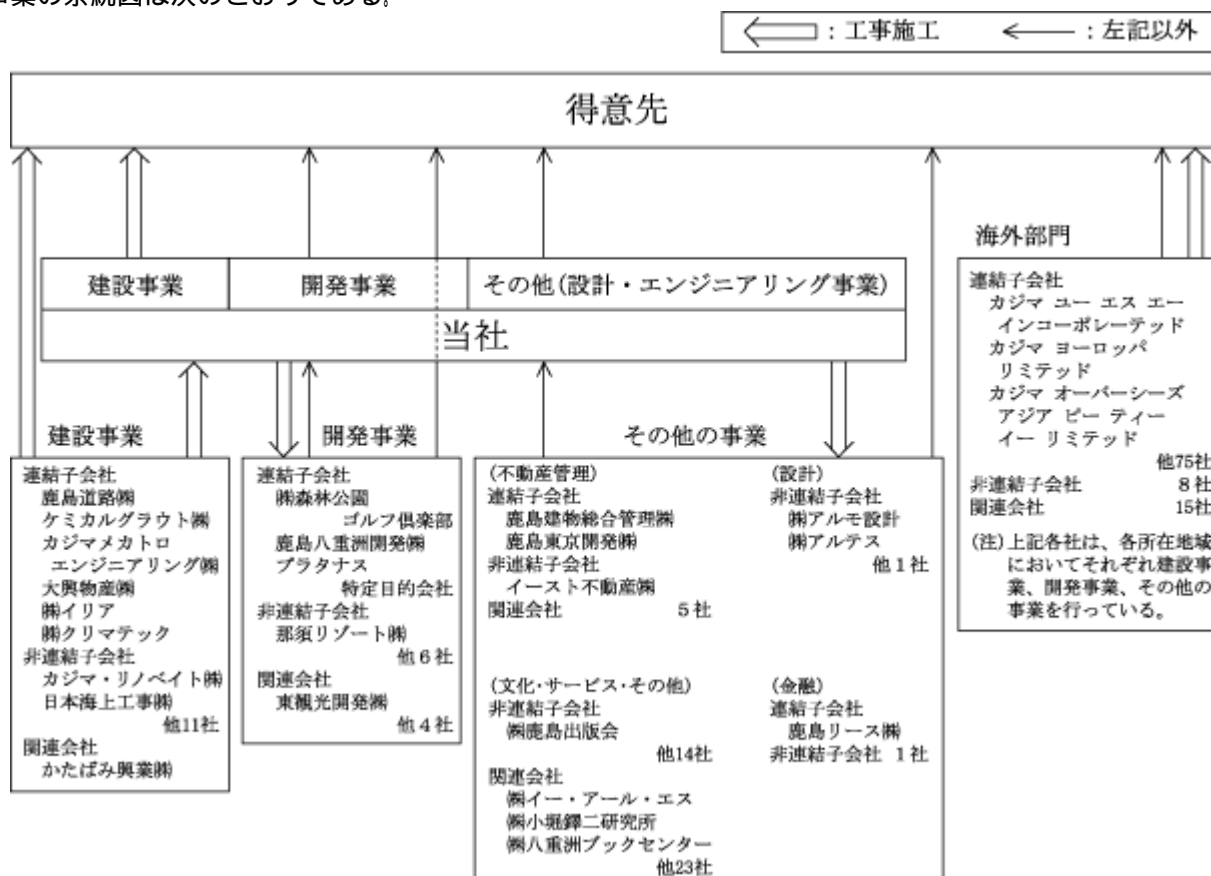 事業の系統図は次のとおりである。
：工事施工　：左記以外
得意先
建設事業　開発事業　その他(設計・エンジニアリング事業)
当社
海外部門
連結子会社
カジマ ユー エス エー
インコーポレーテッド
カジマ ヨーロッパ
リミテッド
カジマ オーバーシーズ
アジア ピー ティー
イー リミテッド
他75社
非連結子会社　8社
関連会社　15社
(注)上記各社は、各所在地域
においてそれぞれ建設事
業、開発事業、その他の
事業を行っている。
建設事業
連結子会社
鹿島道路㈱
ケミカルグラウト㈱
カジマメカトロ
エンジニアリング㈱
大興物産㈱
㈱イリア
㈱クリマテック
非連結子会社
カジマ・リノベイト㈱
日本海上工事㈱
他11社
関連会社
かたばみ興業㈱
開発事業
連結子会社
㈱森林公園
ゴルフ倶楽部
鹿島八重洲開発㈱
プラタナス
特定目的会社
非連結子会社
那須リゾート㈱
他6社
関連会社
東観光開発㈱
他4社
その他の事業
(不動産管理)
連結子会社
鹿島建物総合管理㈱
鹿島東京開発㈱
非連結子会社
イースト不動産㈱
関連会社　5社
(設計)
非連結子会社
㈱アルモ設計
㈱アルテス
他1社
(文化･サービス･その他)
非連結子会社
㈱鹿島出版会
他14社
関連会社
㈱イー・アール・エス
㈱小堀鐸二研究所
㈱八重洲ブックセンター
他23社
(金融)
連結子会社
鹿島リース㈱
非連結子会社 1社